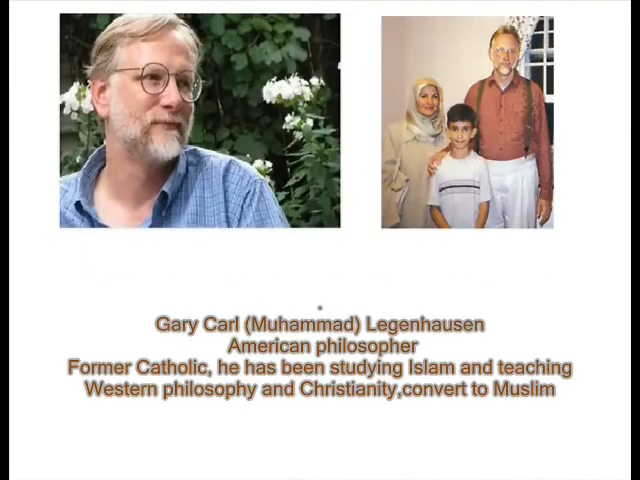 Gary Carl (Muhammad) Legenhausen
American philosopher
Former Catholic, he has been studying Islam and teaching
Western philosophy and Christianity,convert to Muslim